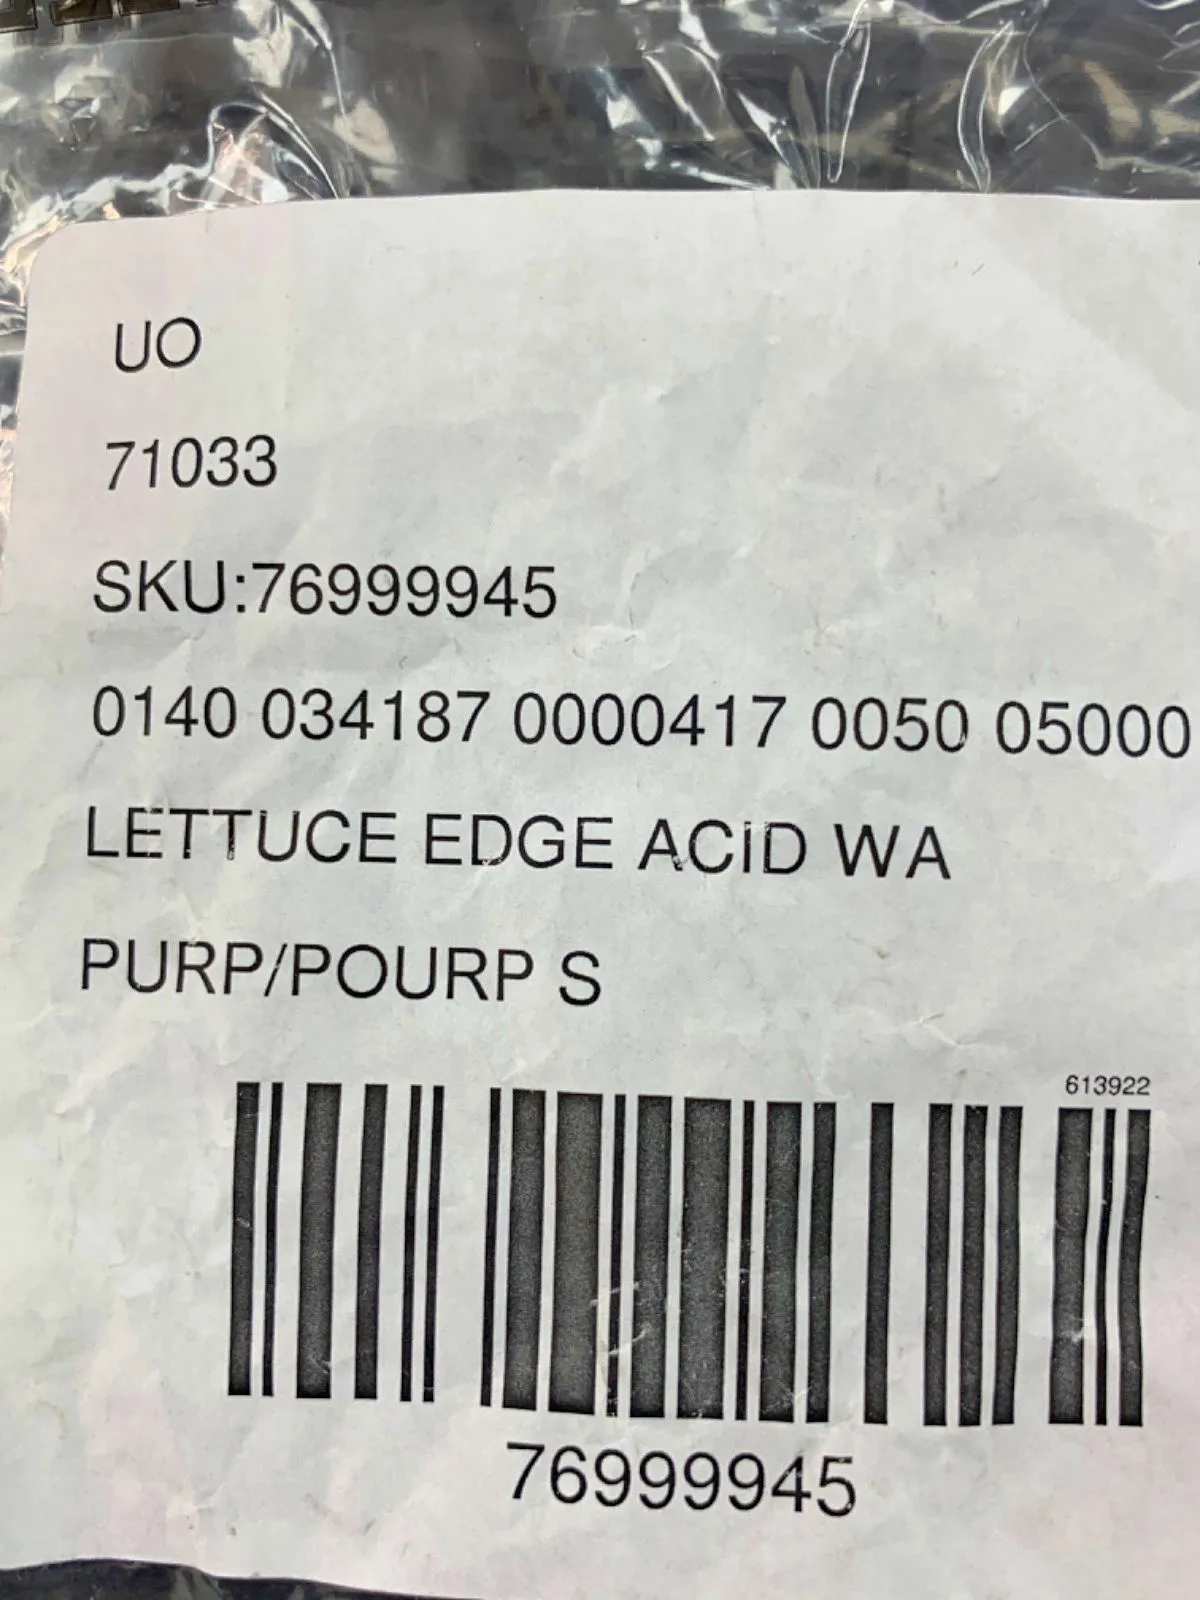 UO
71033
SKU:76999945
0140 034187 0000417 0050 05000
LETTUCE EDGE ACID WA
PURP/POURP S
613922
76999945